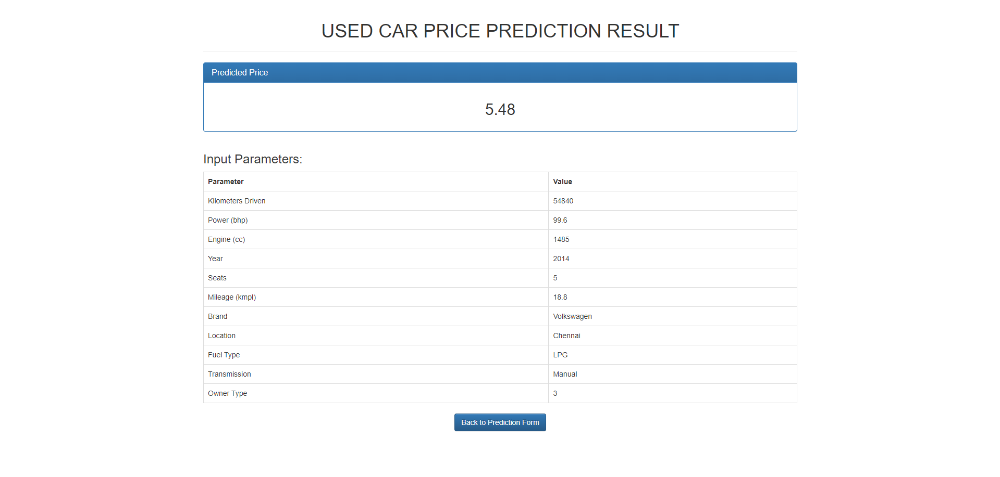 USED CAR PRICE PREDICTION RESULT
Predicted Price
5.48
Input Parameters:
Parameter Value
Kilometers Driven 54840
Power (bhp) 99.6
Engine (cc) 1485
Year 2014
Seats 5
Mileage (kmpl) 18.8
Brand Volkswagen
Location Chennai
Fuel Type LPG
Transmission Manual
Owner Type 3
Back to Prediction Form